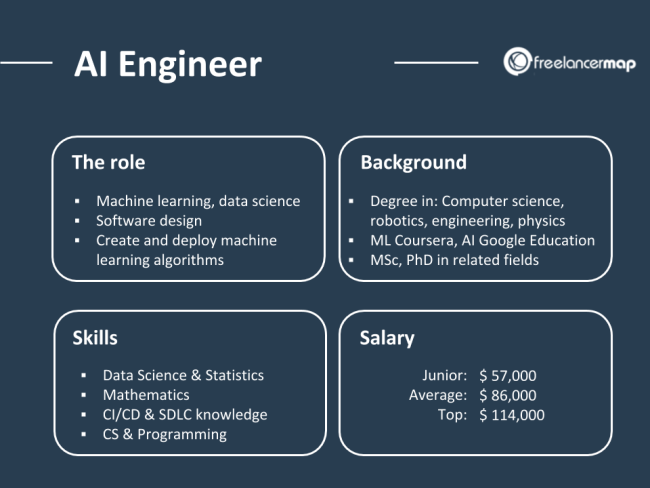 AI Engineer
freelancermap
The role
▪ Machine learning, data science
▪ Software design
▪ Create and deploy machine
learning algorithms
Background
▪ Degree in: Computer science,
robotics, engineering, physics
▪ ML Coursera, AI Google Education
▪ MSc, PhD in related fields
Skills
▪ Data Science & Statistics
▪ Mathematics
▪ CI/CD & SDLC knowledge
▪ CS & Programming
Salary
Junior: $ 57,000
Average: $ 86,000
Top: $ 114,000